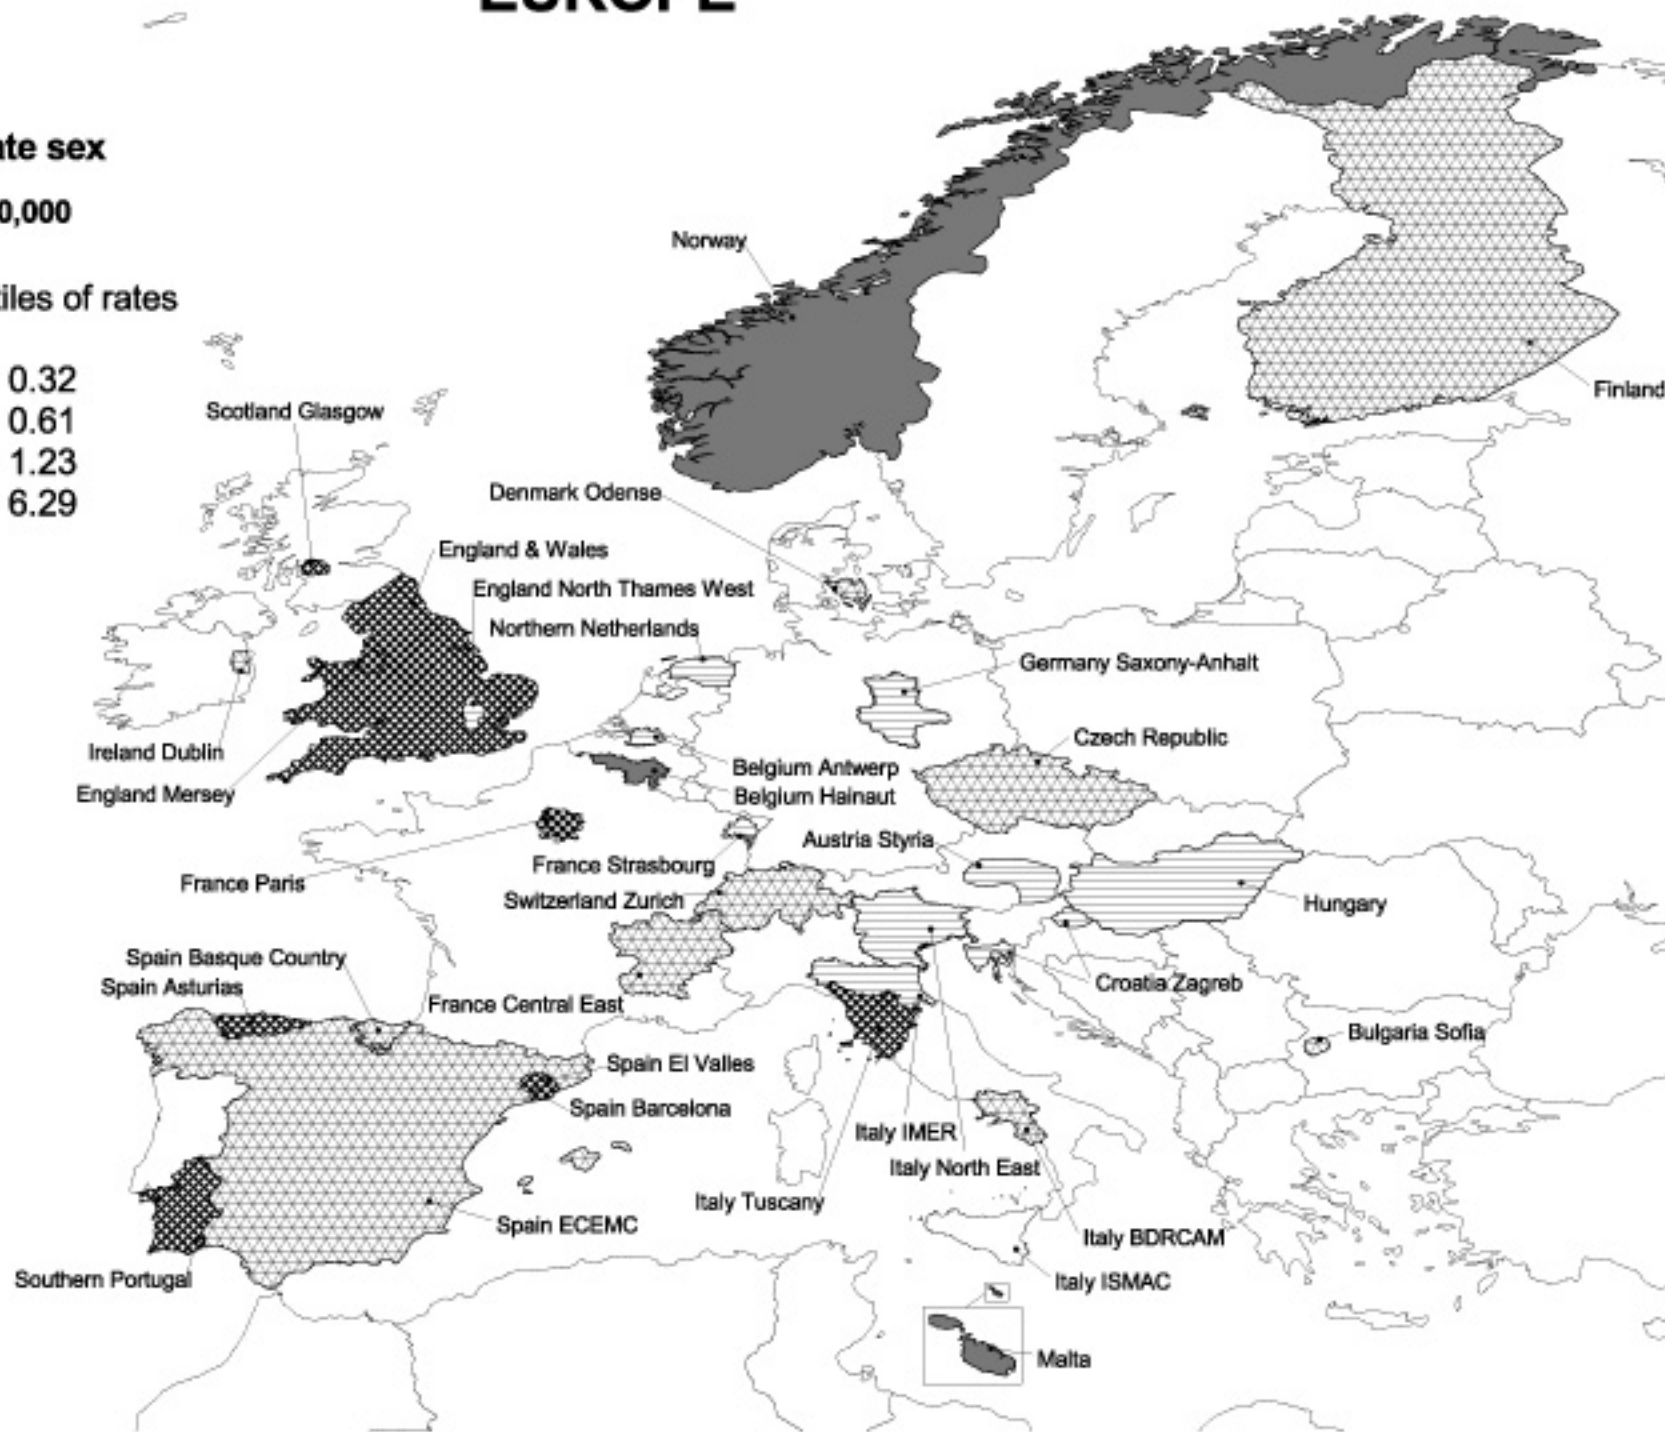 EUROPE
ate sex
0,000
tiles of rates
0.32
0.61
1.23
6.29
Norway
Finland
Scotland Glasgow
Denmark Odense
England & Wales
England North Thames West
Northern Netherlands
Germany Saxony-Anhalt
Czech Republic
Ireland Dublin
Belgium Antwerp
England Mersey
Belgium Hainaut
Austria Styria
France Strasbourg
France Paris
Switzerland Zurich
Hungary
Spain Basque Country
Spain Asturias
Croatia Zagreb
France Central East
Bulgaria Sofia
Spain El Valles
Spain Barcelona
Italy IMER
Italy North East
Italy Tuscany
Spain ECEMC
Italy BDRCAM
Southern Portugal
Italy ISMAC
Malta